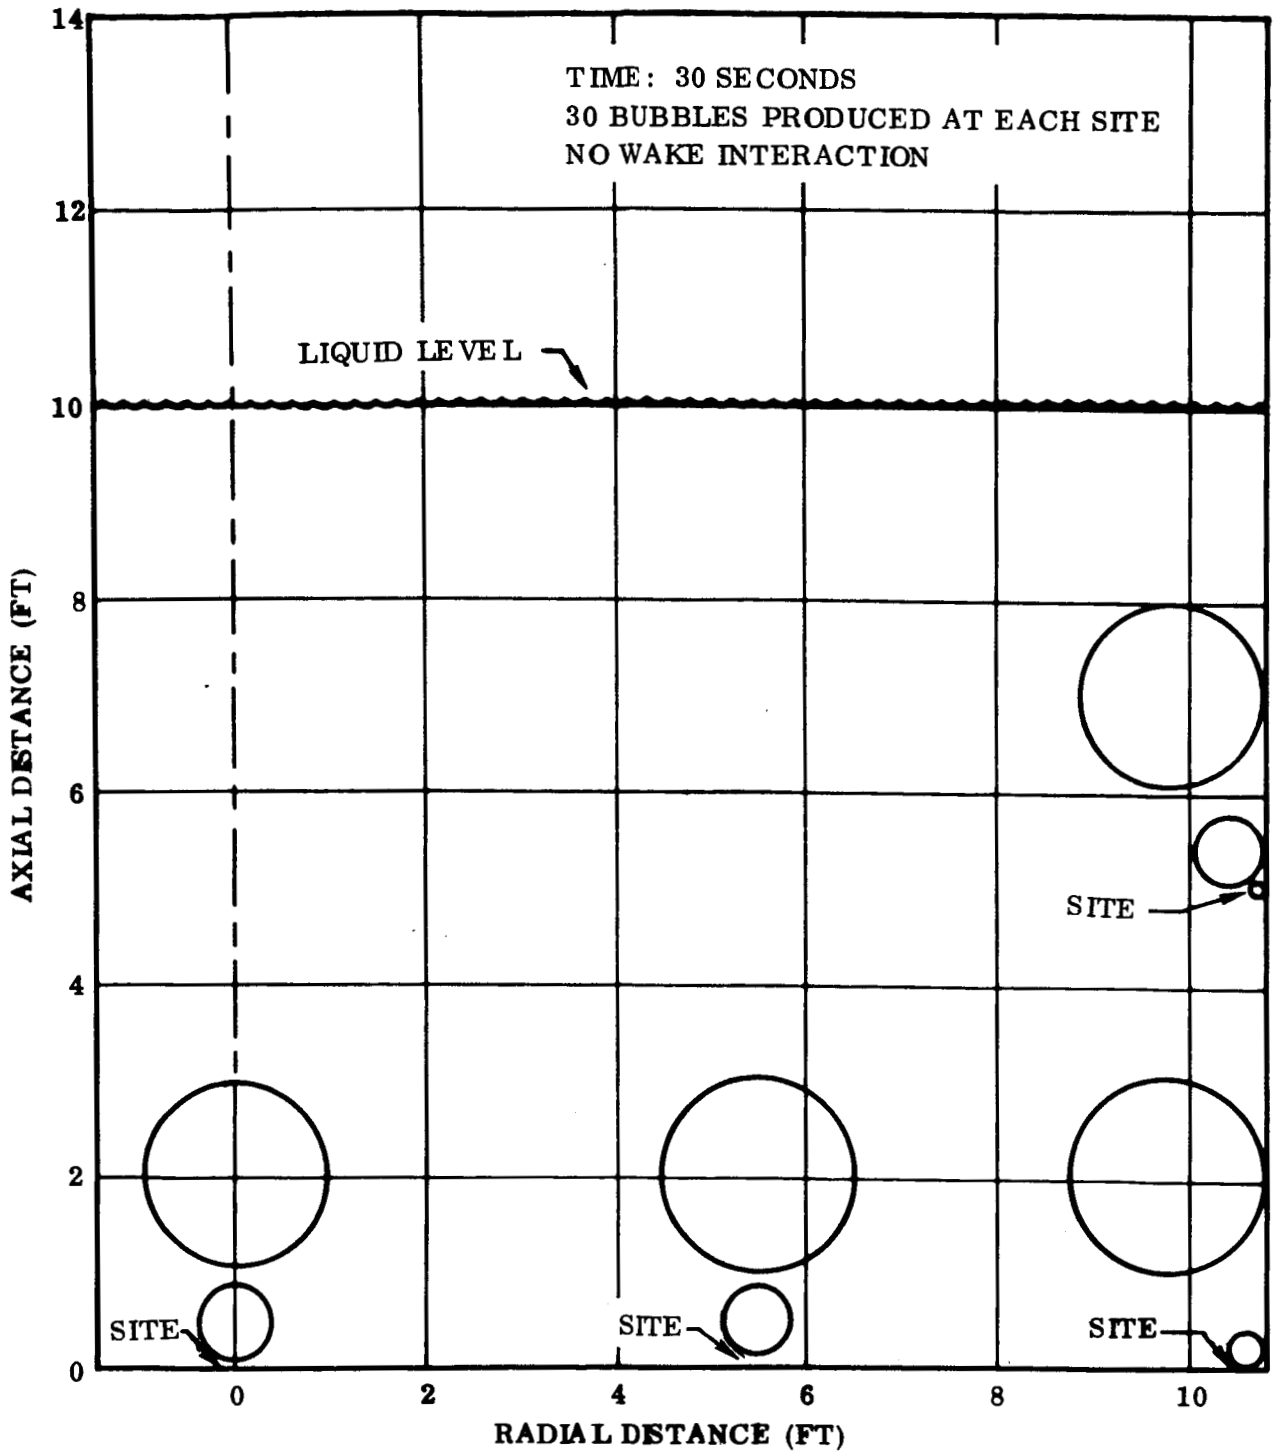 14
TIME: 30 SECONDS
30 BUBBLES PRODUCED AT EACH SITE
NO WAKE INTERACTION
12
LIQUID LEVEL
10
8
AXIAL DISTANCE (FT)
6
SITE
4
2
SITE
SITE
SITE
0
0 2 4 6 8 10
RADIAL DISTANCE (FT)